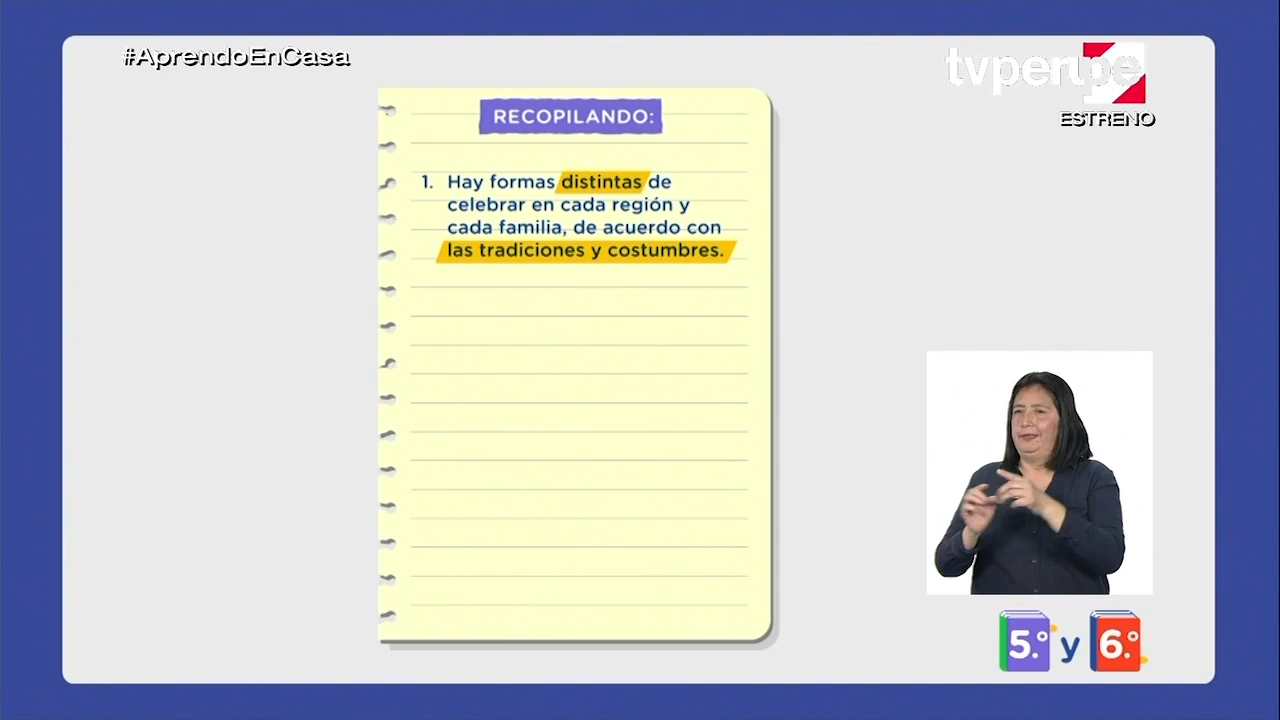 #AprendoEnCasa
tvperu
ESTRENO
RECOPILANDO:
1. Hay formas distintas de
celebrar en cada región y
cada familia, de acuerdo con
las tradiciones y costumbres.
5.° y 6.°